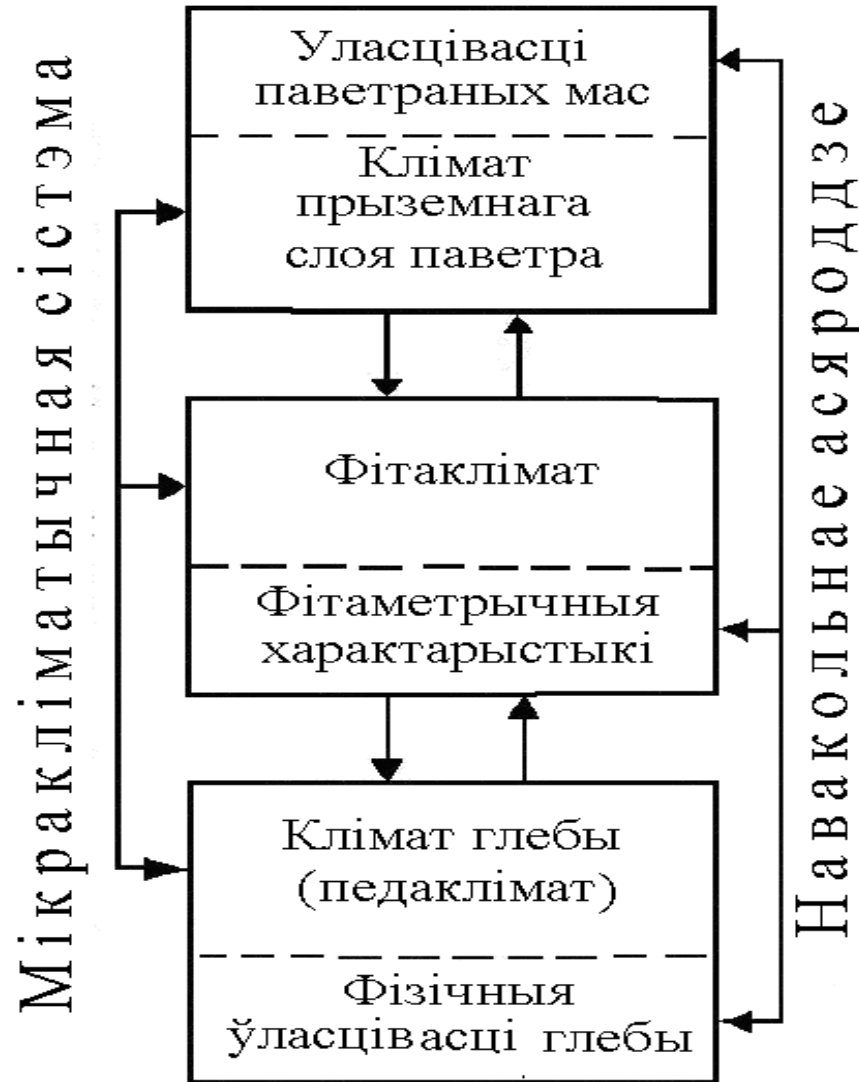 Мікракліматычная сістэма
Уласцівасці
паветраных мас
Клімат
прыземнага
слоя паветра
Фітаклімат
Фітаметрычныя
характарыстыкі
Клімат глебы
(педаклімат)
Фізічныя
ўласцівасці глебы
Навакольнае асяроддзе